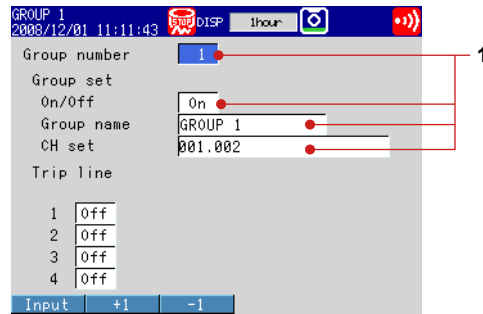 GROUP 1
2008/12/01 11:11:43 STOP DISP 1hour
Group number 1
1
Group set
On/Off On
Group name GROUP 1
CH set 001.002
Trip line
1 Off
2 Off
3 Off
4 Off
Input +1 -1